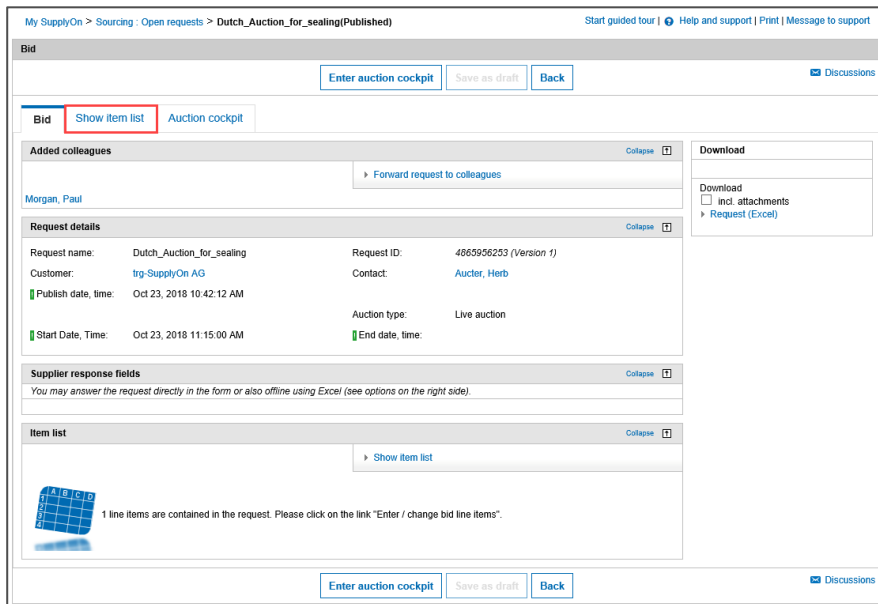 My SupplyOn > Sourcing : Open requests > Dutch_Auction_for_sealing(Published)
Start guided tour | Help and support | Print | Message to support
Bid
Enter auction cockpit Save as draft Back
Discussions
Bid Show item list Auction cockpit
Added colleagues Collapse
Forward request to colleagues
Morgan, Paul
Download
Download
incl. attachments
Request (Excel)
Request details Collapse
Request name: Dutch_Auction_for_sealing Request ID: 4865956253 (Version 1)
Customer: trg-SupplyOn AG Contact: Aucter, Herb
Publish date, time: Oct 23, 2018 10:42:12 AM
Auction type: Live auction
Start Date, Time: Oct 23, 2018 11:15:00 AM End date, time:
Supplier response fields Collapse
You may answer the request directly in the form or also offline using Excel (see options on the right side).
Item list Collapse
Show item list
A B C D
1
2
3
4
1 line items are contained in the request. Please click on the link "Enter / change bid line items".
Enter auction cockpit Save as draft Back
Discussions